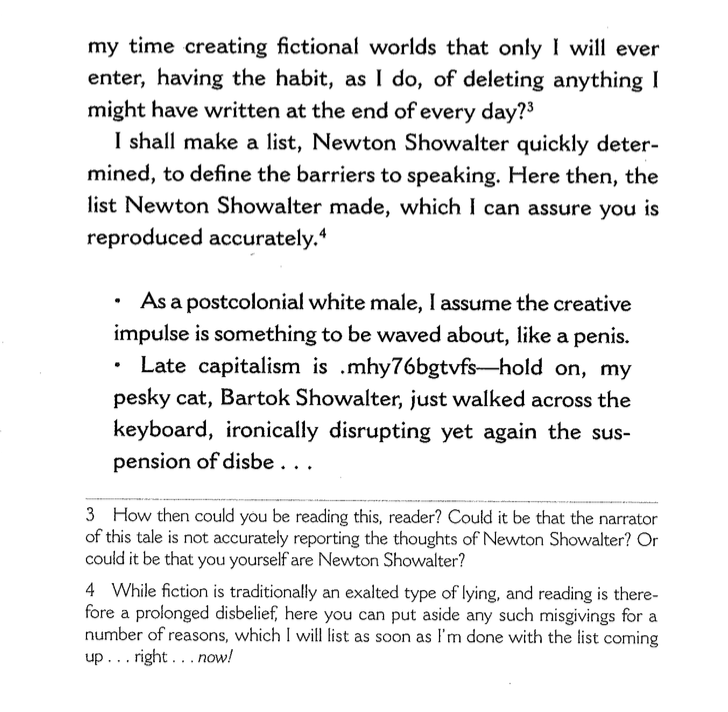 my time creating fictional worlds that only I will ever
enter, having the habit, as I do, of deleting anything I
might have written at the end of every day?³
I shall make a list, Newton Showalter quickly deter-
mined, to define the barriers to speaking. Here then, the
list Newton Showalter made, which I can assure you is
reproduced accurately.⁴
• As a postcolonial white male, I assume the creative
impulse is something to be waved about, like a penis.
• Late capitalism is .mhy76bgtvfs—hold on, my
pesky cat, Bartok Showalter, just walked across the
keyboard, ironically disrupting yet again the sus-
pension of disbe . . .
3 How then could you be reading this, reader? Could it be that the narrator
of this tale is not accurately reporting the thoughts of Newton Showalter? Or
could it be that you yourself are Newton Showalter?
4 While fiction is traditionally an exalted type of lying, and reading is there-
fore a prolonged disbelief, here you can put aside any such misgivings for a
number of reasons, which I will list as soon as I'm done with the list coming
up . . . right . . . now!